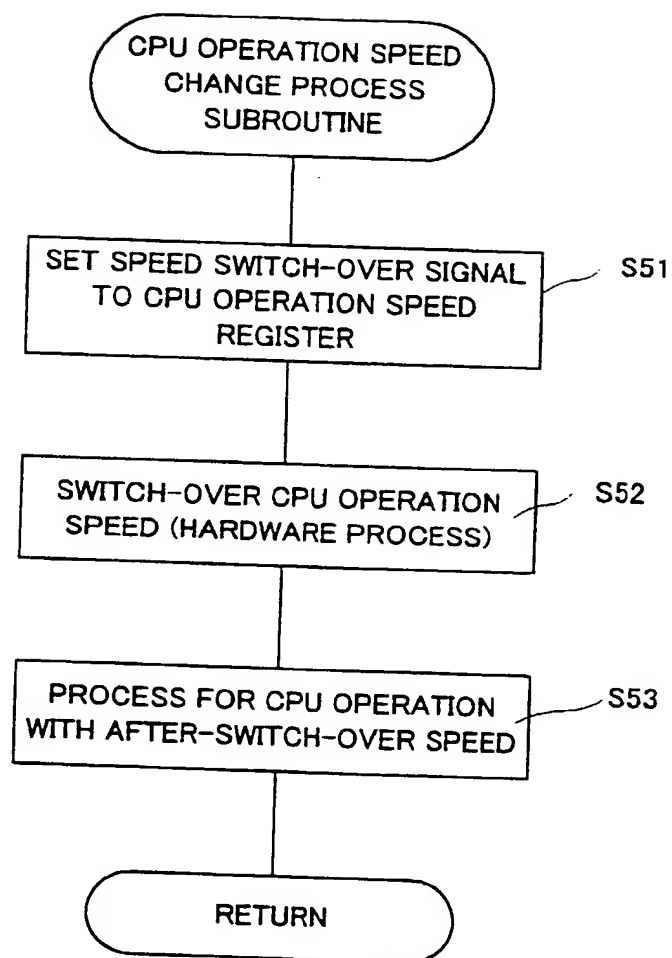 CPU OPERATION SPEED
CHANGE PROCESS
SUBROUTINE
SET SPEED SWITCH-OVER SIGNAL
TO CPU OPERATION SPEED
REGISTER
S51
SWITCH-OVER CPU OPERATION
SPEED (HARDWARE PROCESS)
S52
PROCESS FOR CPU OPERATION
WITH AFTER-SWITCH-OVER SPEED
S53
RETURN